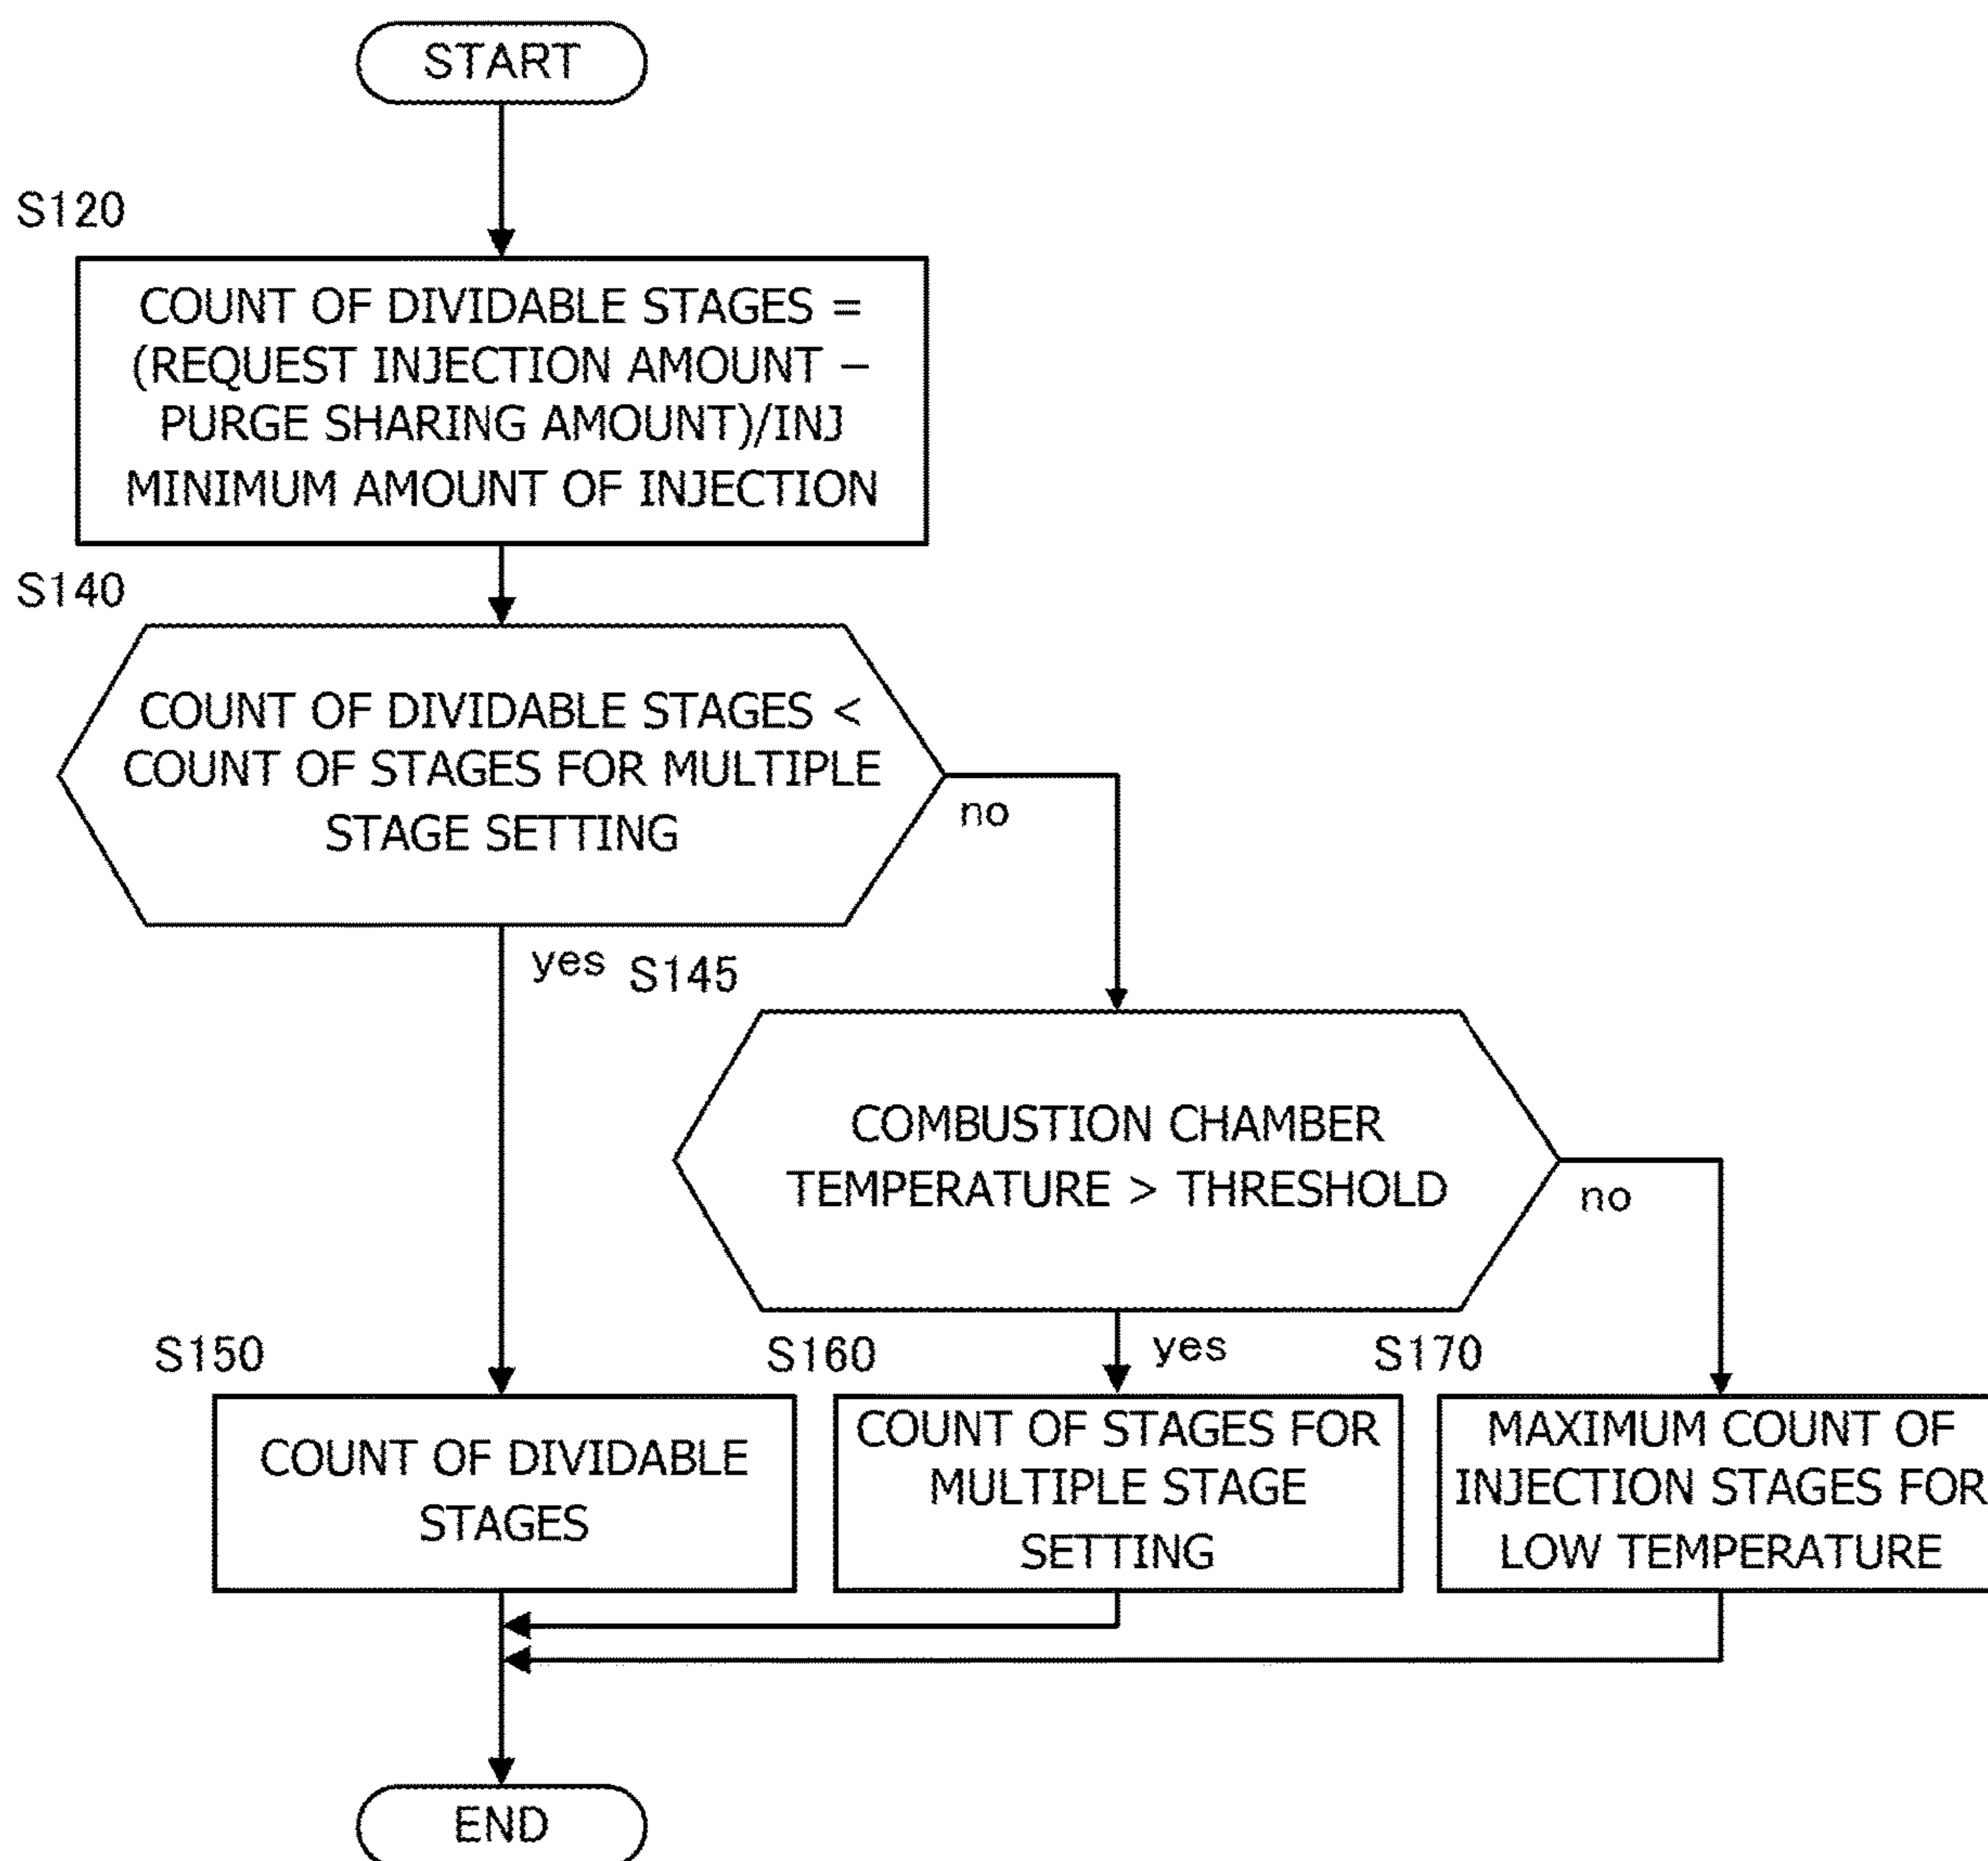 START
S120
COUNT OF DIVIDABLE STAGES =
(REQUEST INJECTION AMOUNT –
PURGE SHARING AMOUNT)/INJ
MINIMUM AMOUNT OF INJECTION
S140
COUNT OF DIVIDABLE STAGES <
COUNT OF STAGES FOR MULTIPLE
STAGE SETTING
no
yes
S145
COMBUSTION CHAMBER
TEMPERATURE > THRESHOLD
no
yes
S150
COUNT OF DIVIDABLE
STAGES
S160
COUNT OF STAGES FOR
MULTIPLE STAGE
SETTING
S170
MAXIMUM COUNT OF
INJECTION STAGES FOR
LOW TEMPERATURE
END